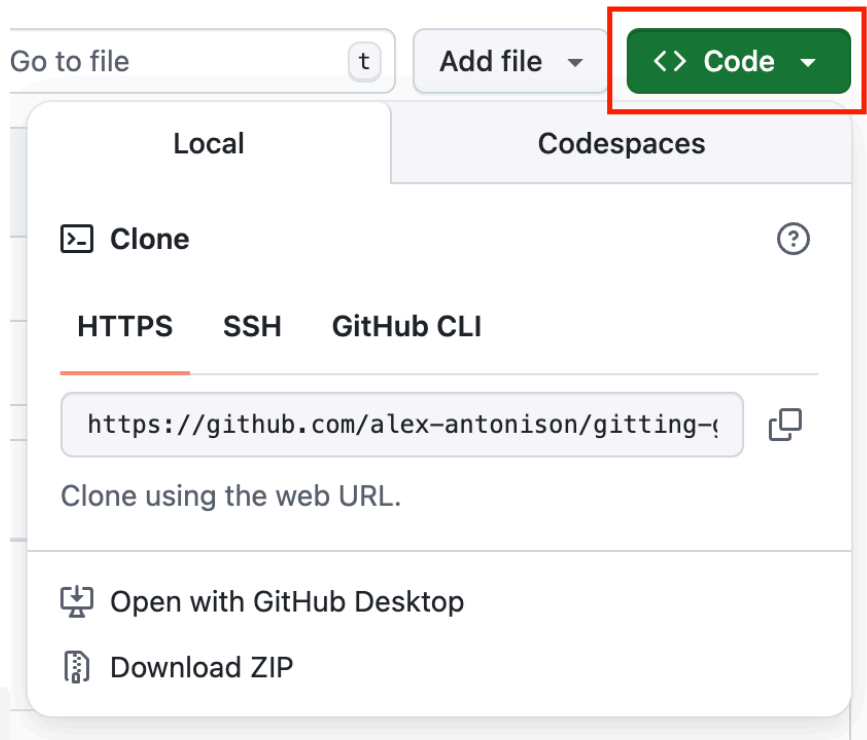 Go to file t Add file <> Code
Local Codespaces
Clone
HTTPS SSH GitHub CLI
https://github.com/alex-antonison/gitting-
Clone using the web URL.
Open with GitHub Desktop
Download ZIP